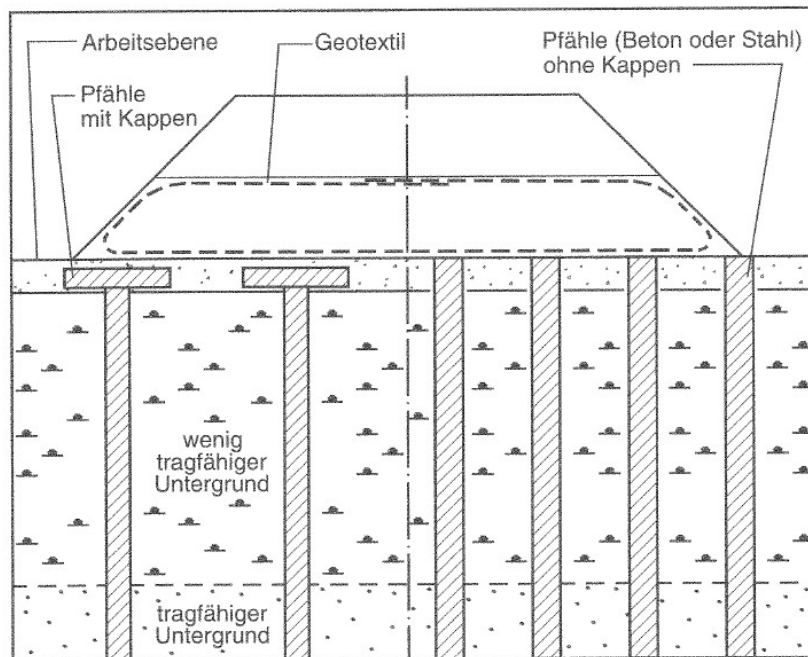 Arbeitsebene
Geotextil
Pfähle (Beton oder Stahl)
ohne Kappen
Pfähle
mit Kappen
wenig
tragfähiger
Untergrund
tragfähiger
Untergrund